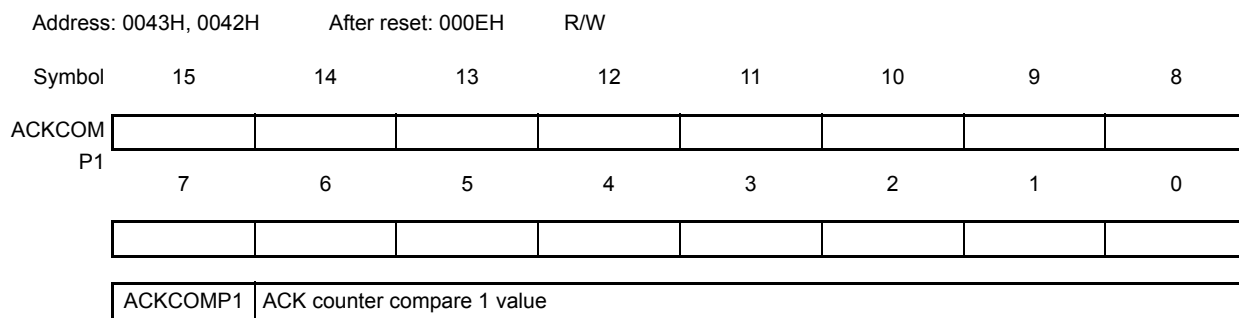 Address: 0043H, 0042H After reset: 000EH R/W
Symbol 15 14 13 12 11 10 9 8
ACKCOM
P1
7 6 5 4 3 2 1 0
ACKCOMP1 ACK counter compare 1 value